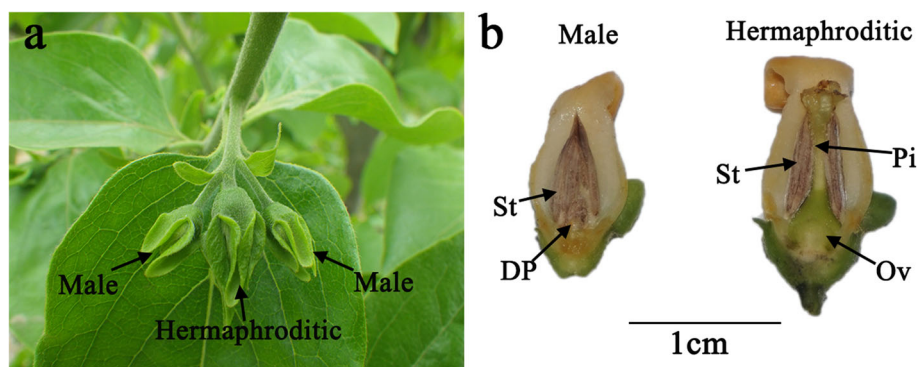 a
Male
Male
Hermaphroditic
b
Male
Hermaphroditic
St
DP
St
Pi
Ov
1cm